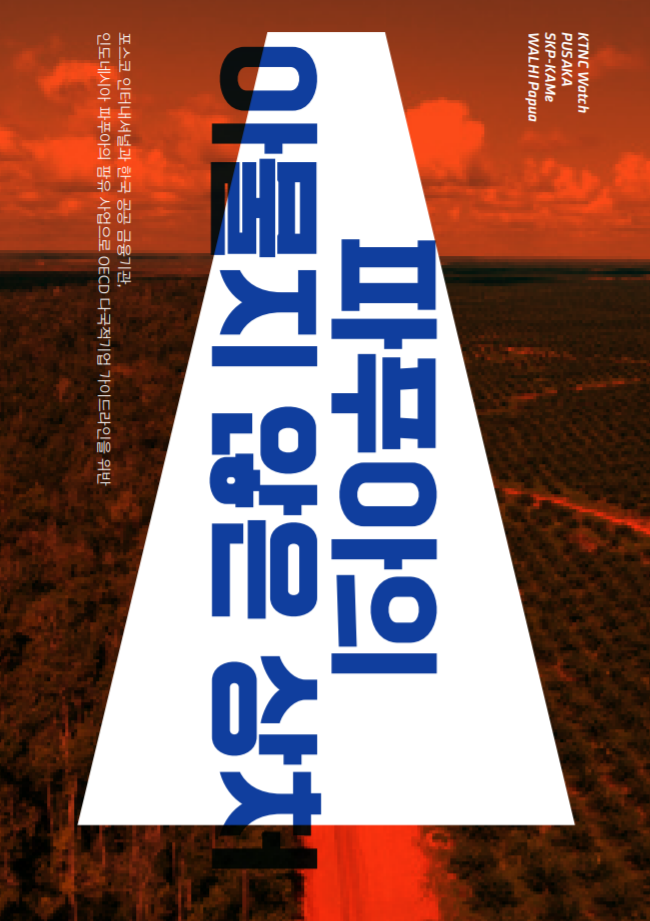 KTNC Watch
PUSAKA
SKP-KAMe
WALHI Papua
파푸아의
아물지 않은 상처
포스코 인터내셔널과 한국 공공 금융기관,
인도네시아 파푸아의 팜유 사업으로 OECD 다국적기업 가이드라인을 위반